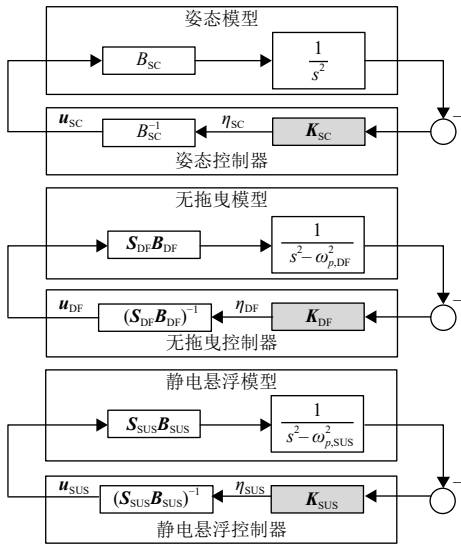 姿态模型
B_SC
1/s²
−
u_SC
B_SC⁻¹
η_SC
K_SC
姿态控制器
无拖曳模型
S_DF B_DF
1/(s²−ω²_p,DF)
−
u_DF
(S_DF B_DF)⁻¹
η_DF
K_DF
无拖曳控制器
静电悬浮模型
S_SUS B_SUS
1/(s²−ω²_p,SUS)
−
u_SUS
(S_SUS B_SUS)⁻¹
η_SUS
K_SUS
静电悬浮控制器